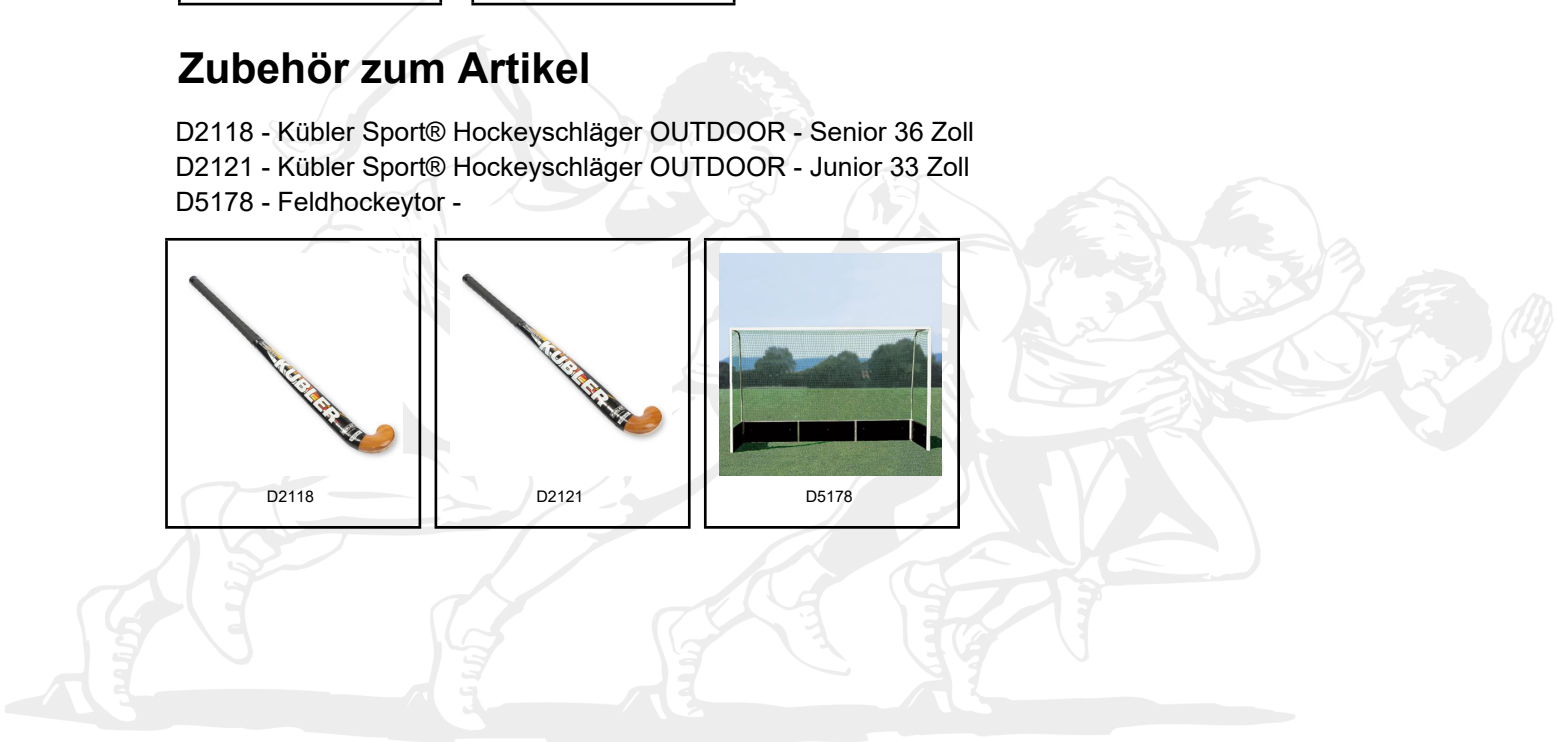 Zubehör zum Artikel
D2118 - Kübler Sport® Hockeyschläger OUTDOOR - Senior 36 Zoll
D2121 - Kübler Sport® Hockeyschläger OUTDOOR - Junior 33 Zoll
D5178 - Feldhockeytor -
KÜBLER
KÜBLER
D2118
D2121
D5178